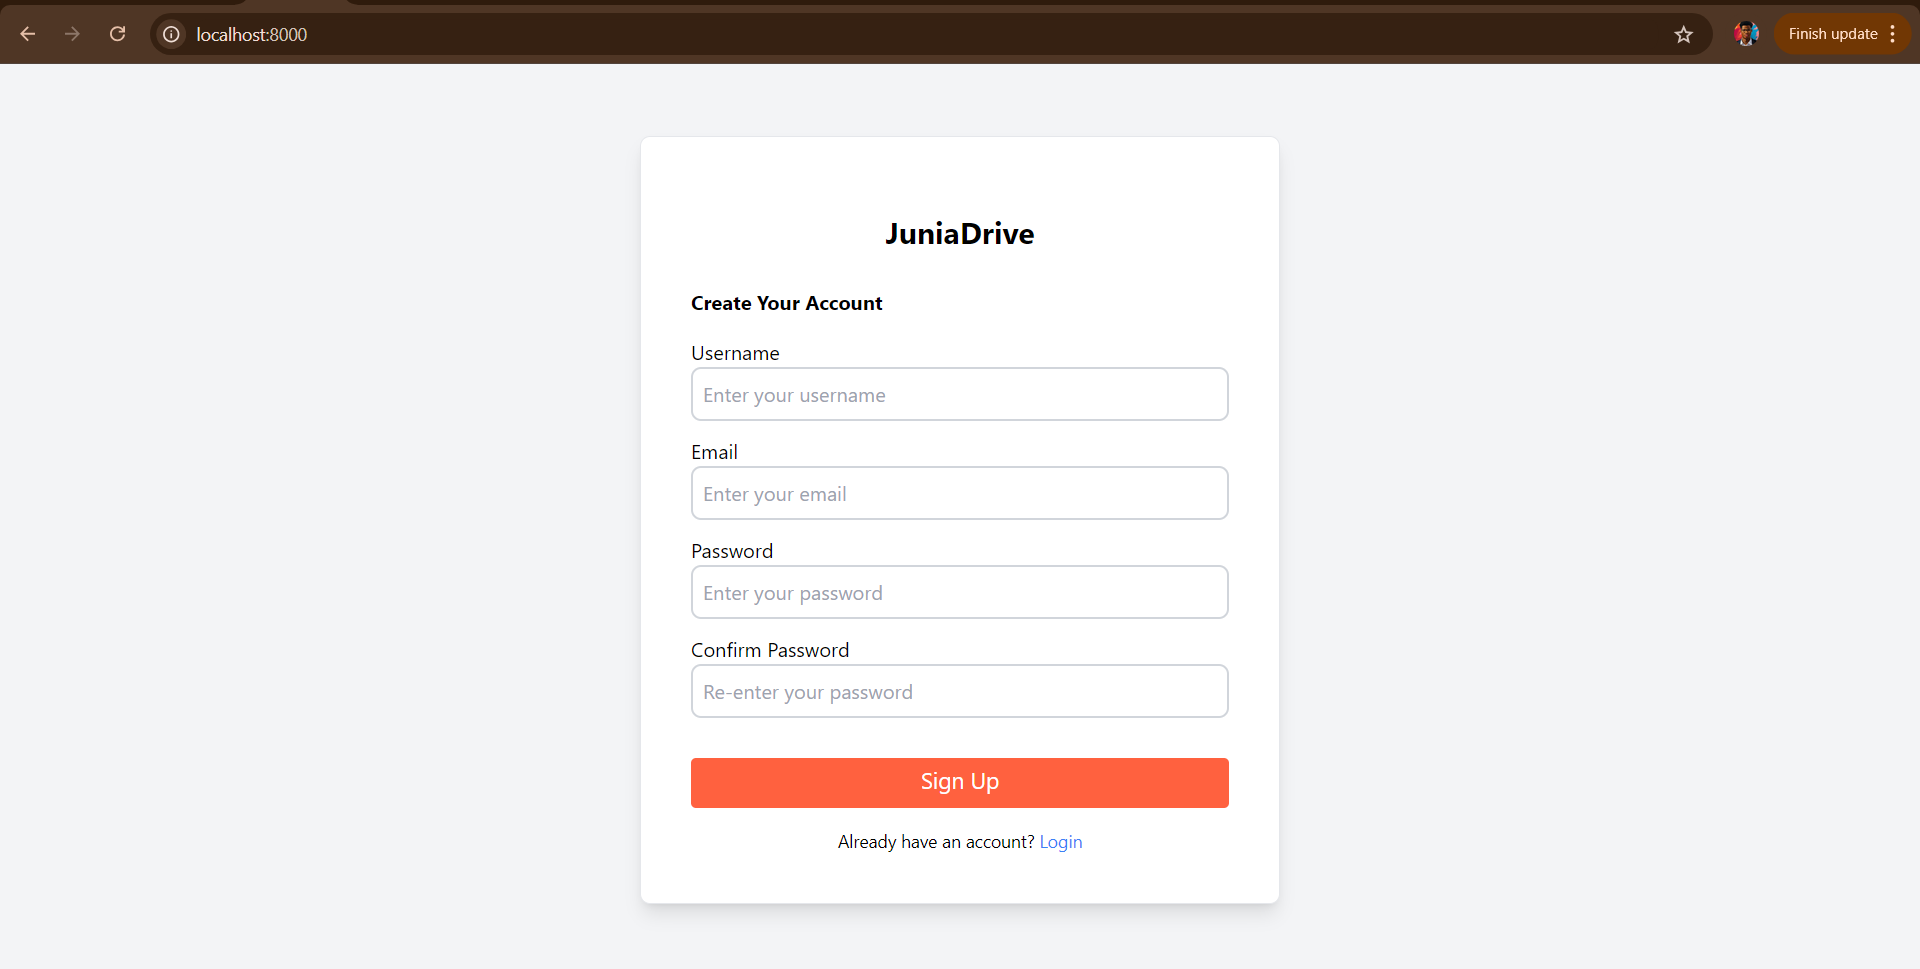 localhost:8000
Finish update
JuniaDrive
Create Your Account
Username
Enter your username
Email
Enter your email
Password
Enter your password
Confirm Password
Re-enter your password
Sign Up
Already have an account? Login